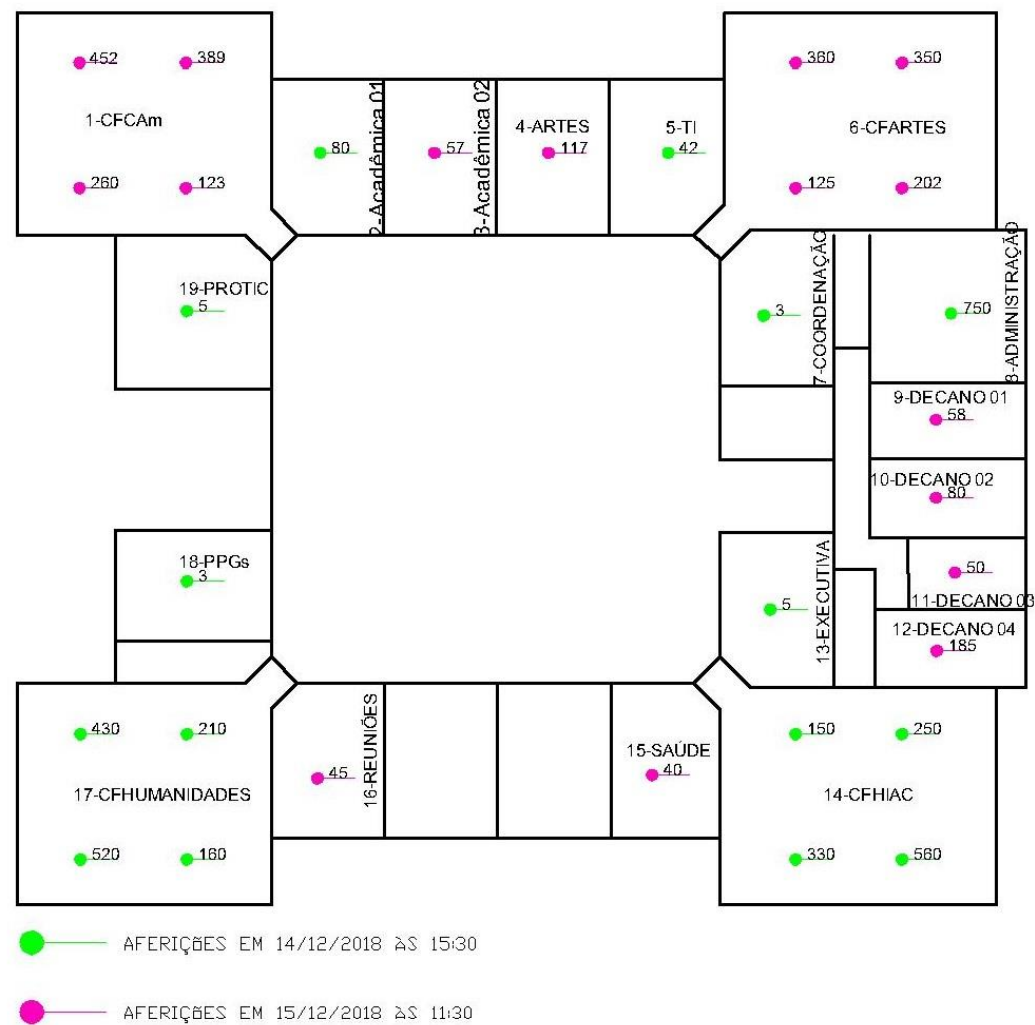 452
389
1-CFCAm
260
123
80
2-Acadêmica 01
57
3-Acadêmica 02
4-ARTES
117
5-TI
42
360
350
6-CFARTES
125
202
19-PROTIC
5
3
7-COORDENAÇÃO
750
8-ADMINISTRAÇÃO
9-DECANO 01
58
10-DECANO 02
80
50
11-DECANO 03
12-DECANO 04
185
18-PPGs
3
5
13-EXECUTIVA
430
210
17-CFHUMANIDADES
520
160
45
16-REUNIÕES
15-SAÚDE
40
150
250
14-CFHIAC
330
560
AFERIÇÕES EM 14/12/2018 ÀS 15:30
AFERIÇÕES EM 15/12/2018 ÀS 11:30